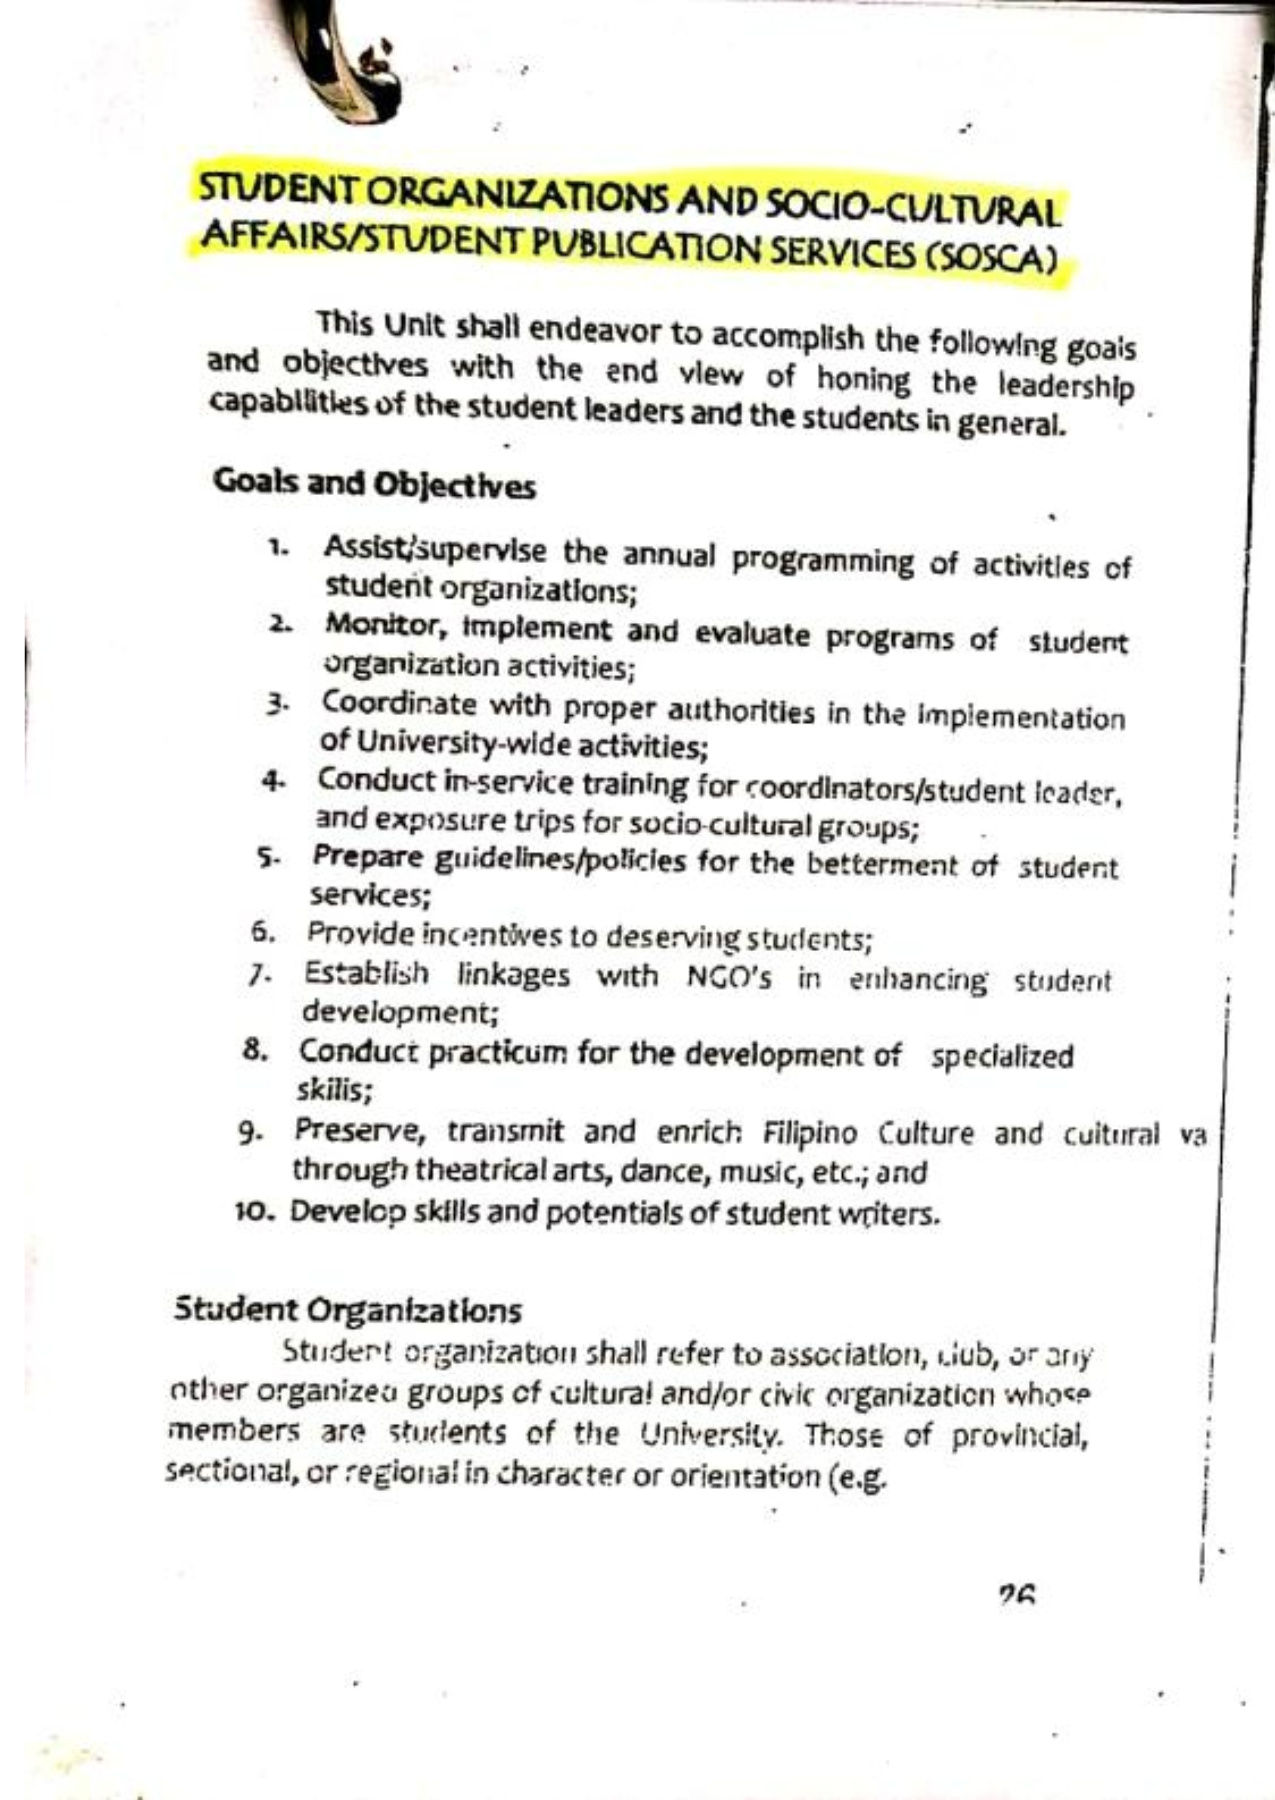 STUDENT ORGANIZATIONS AND SOCIO-CULTURAL
AFFAIRS/STUDENT PUBLICATION SERVICES (SOSCA)
This Unit shall endeavor to accomplish the following goals
and objectives with the end view of honing the leadership
capabilities of the student leaders and the students in general.
Goals and Objectives
1. Assist/supervise the annual programming of activities of
student organizations;
2. Monitor, implement and evaluate programs of student
organization activities;
3. Coordinate with proper authorities in the implementation
of University-wide activities;
4. Conduct in-service training for coordinators/student leader,
and exposure trips for socio-cultural groups;
5. Prepare guidelines/policies for the betterment of student
services;
6. Provide incentives to deserving students;
7. Establish linkages with NGO's in enhancing student
development;
8. Conduct practicum for the development of specialized
skills;
9. Preserve, transmit and enrich Filipino Culture and cultural va
through theatrical arts, dance, music, etc.; and
10. Develop skills and potentials of student writers.
Student Organizations
Student organization shall refer to association, club, or any
other organized groups of cultural and/or civic organization whose
members are students of the University. Those of provincial,
sectional, or regional in character or orientation (e.g.
26